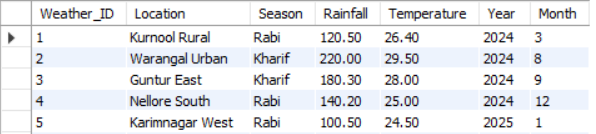 Weather_ID Location Season Rainfall Temperature Year Month
1 Kurnool Rural Rabi 120.50 26.40 2024 3
2 Warangal Urban Kharif 220.00 29.50 2024 8
3 Guntur East Kharif 180.30 28.00 2024 9
4 Nellore South Rabi 140.20 25.00 2024 12
5 Karimnagar West Rabi 100.50 24.50 2025 1